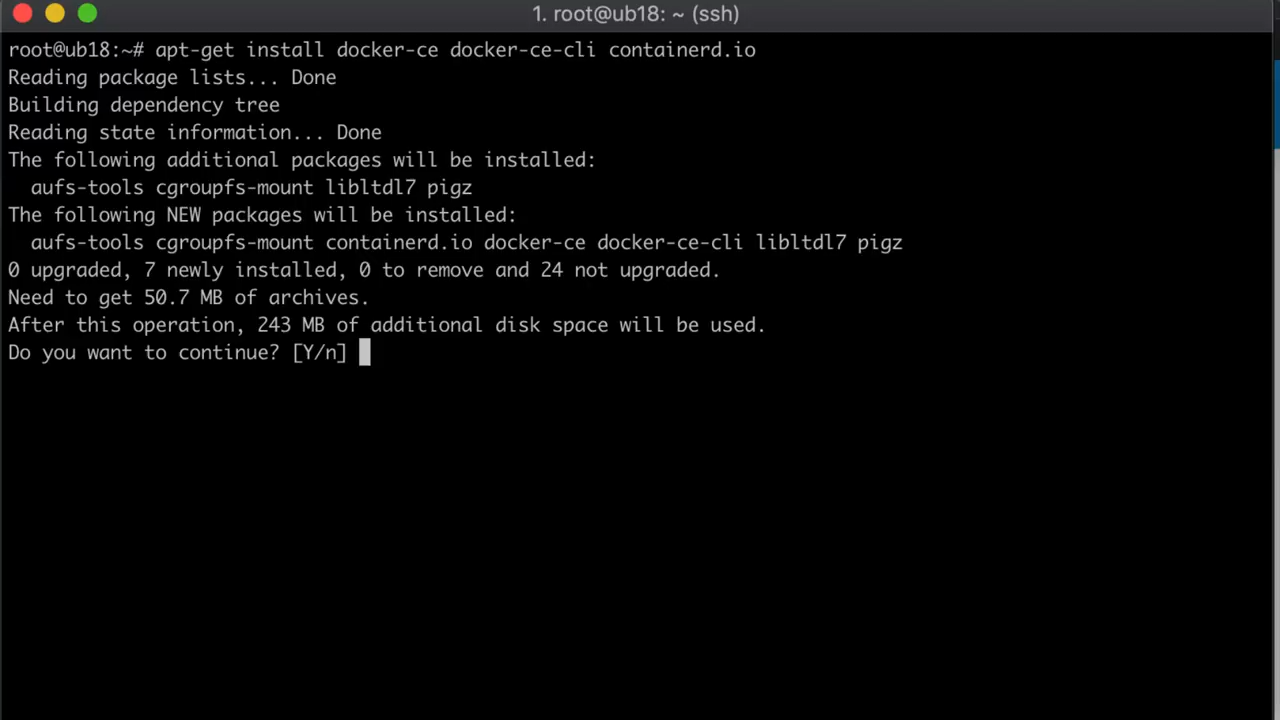 1. root@ub18: ~ (ssh)
root@ub18:~# apt-get install docker-ce docker-ce-cli containerd.io
Reading package lists... Done
Building dependency tree
Reading state information... Done
The following additional packages will be installed:
  aufs-tools cgroupfs-mount libltdl7 pigz
The following NEW packages will be installed:
  aufs-tools cgroupfs-mount containerd.io docker-ce docker-ce-cli libltdl7 pigz
0 upgraded, 7 newly installed, 0 to remove and 24 not upgraded.
Need to get 50.7 MB of archives.
After this operation, 243 MB of additional disk space will be used.
Do you want to continue? [Y/n]